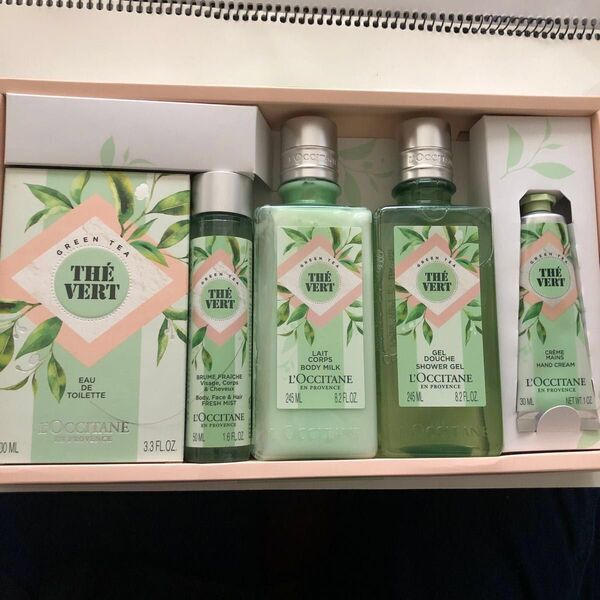 GREEN TEA
THÉ
VERT
EAU
DE
TOILETTE
L'OCCITANE
EN PROVENCE
00 ML 3.3 FL.OZ.
GREEN TEA
THÉ
VERT
BRUME FRAÎCHE
Visage, Corps
& Cheveux
Body, Face & Hair
FRESH MIST
L'OCCITANE
EN PROVENCE
50 ML 1.6 FL.OZ.
L'OCCITANE
GREEN TEA
THÉ
VERT
LAIT
CORPS
BODY MILK
L'OCCITANE
EN PROVENCE
245 ML 8.2 FL.OZ.
L'OCCITANE
L'OCCITANE
GREEN TEA
THÉ
VERT
GEL
DOUCHE
SHOWER GEL
L'OCCITANE
EN PROVENCE
245 ML 8.2 FL.OZ.
L'OCCITANE
GREEN TEA
THÉ
VERT
CRÈME
MAINS
HAND CREAM
L'OCCITANE
EN PROVENCE
30 ML NET WT. 1 OZ.